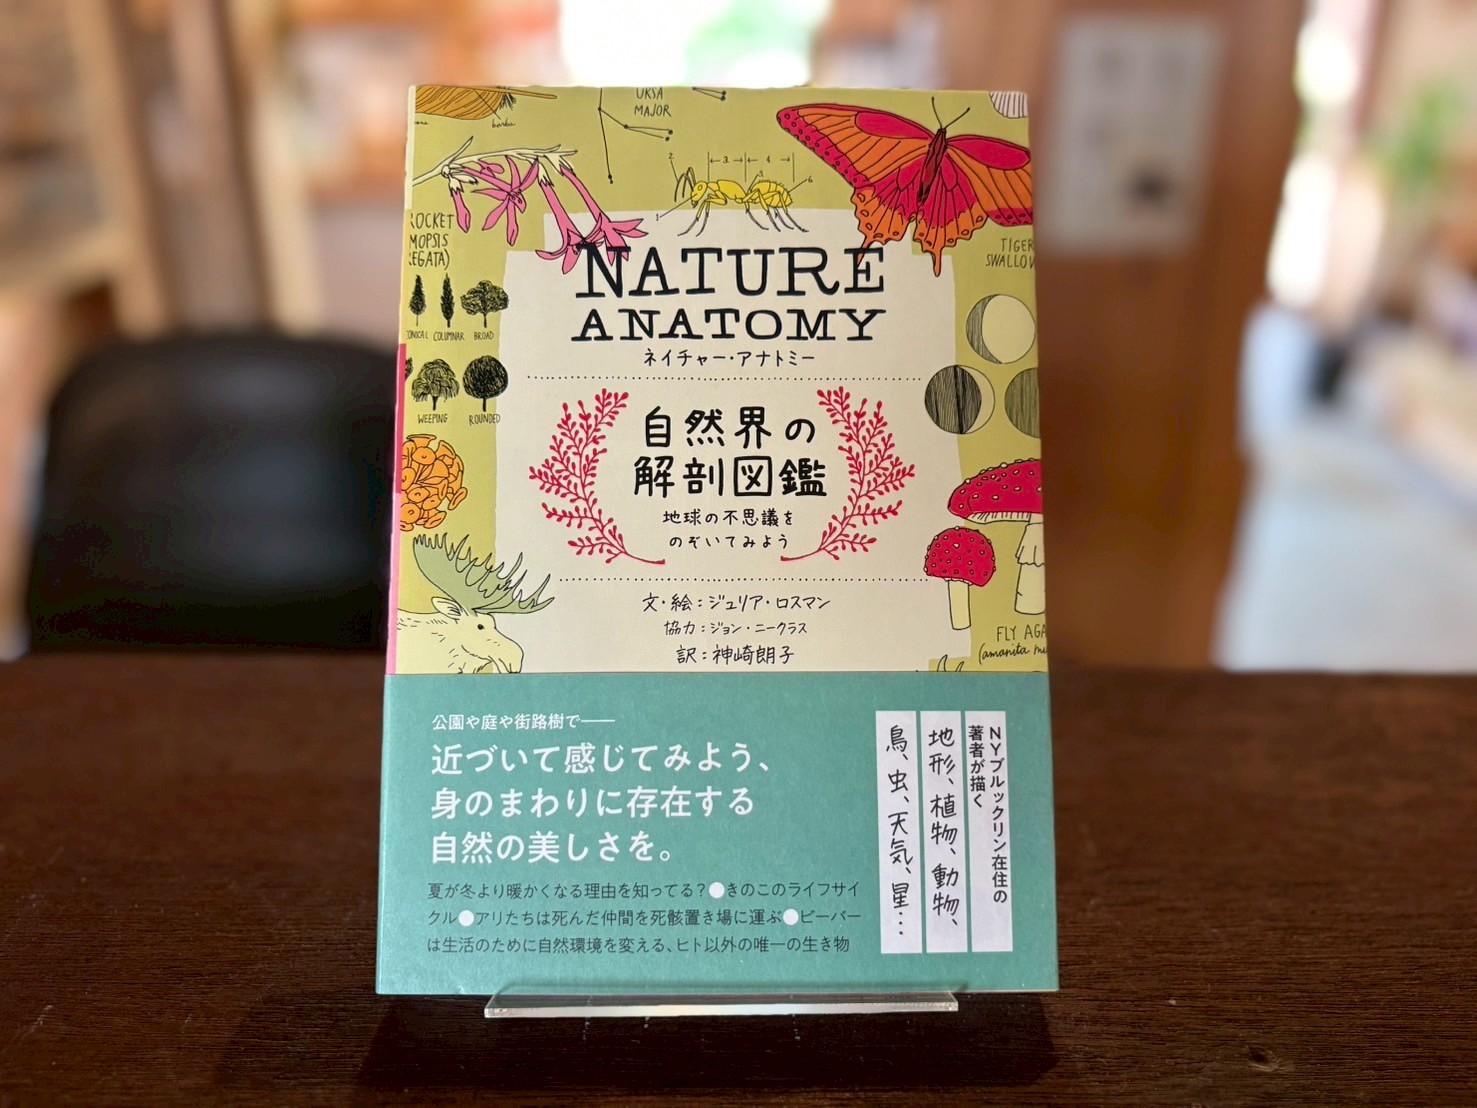 URSA
MAJOR
2
3.
4
5
6
1
TIGER
SWALLOW
CONICAL COLUMNAR BROAD
WEEPING ROUNDED
NATURE
ANATOMY
ネイチャー・アナトミー
自然界の
解剖図鑑
地球の不思議を
のぞいてみよう
文・絵：ジュリア・ロスマン
協力：ジョン・ニークラス
訳：神崎朗子
FLY AGA
(amanita mu
公園や庭や街路樹で——
近づいて感じてみよう、
身のまわりに存在する
自然の美しさを。
夏が冬より暖かくなる理由を知ってる？●きのこのライフサイ
クル●アリたちは死んだ仲間を死骸置き場に運ぶ●ビーバー
は生活のために自然環境を変える、ヒト以外の唯一の生き物
NYブルックリン在住の
著者が描く
地形、植物、動物、
鳥、虫、天気、星…